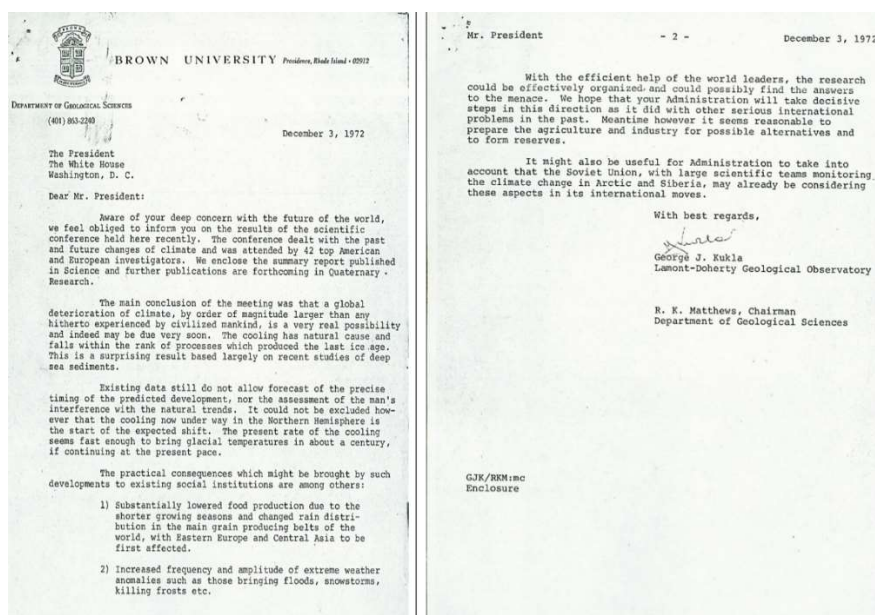 BROWN UNIVERSITY Providence, Rhode Island • 02912
DEPARTMENT OF GEOLOGICAL SCIENCES
(401) 863-2240
December 3, 1972
The President
The White House
Washington, D. C.
Dear Mr. President:
Aware of your deep concern with the future of the world,
we feel obliged to inform you on the results of the scientific
conference held here recently. The conference dealt with the past
and future changes of climate and was attended by 42 top American
and European investigators. We enclose the summary report published
in Science and further publications are forthcoming in Quaternary
Research.
The main conclusion of the meeting was that a global
deterioration of climate, by order of magnitude larger than any
hitherto experienced by civilized mankind, is a very real possibility
and indeed may be due very soon. The cooling has natural cause and
falls within the rank of processes which produced the last ice age.
This is a surprising result based largely on recent studies of deep
sea sediments.
Existing data still do not allow forecast of the precise
timing of the predicted development, nor the assessment of the man's
interference with the natural trends. It could not be excluded how-
ever that the cooling now under way in the Northern Hemisphere is
the start of the expected shift. The present rate of the cooling
seems fast enough to bring glacial temperatures in about a century,
if continuing at the present pace.
The practical consequences which might be brought by such
developments to existing social institutions are among others:
1) Substantially lowered food production due to the
shorter growing seasons and changed rain distri-
bution in the main grain producing belts of the
world, with Eastern Europe and Central Asia to be
first affected.
2) Increased frequency and amplitude of extreme weather
anomalies such as those bringing floods, snowstorms,
killing frosts etc.
Mr. President - 2 - December 3, 1972
With the efficient help of the world leaders, the research
could be effectively organized and could possibly find the answers
to the menace. We hope that your Administration will take decisive
steps in this direction as it did with other serious international
problems in the past. Meantime however it seems reasonable to
prepare the agriculture and industry for possible alternatives and
to form reserves.
It might also be useful for Administration to take into
account that the Soviet Union, with large scientific teams monitoring
the climate change in Arctic and Siberia, may already be considering
these aspects in its international moves.
With best regards,
George J. Kukla
Lamont-Doherty Geological Observatory
R. K. Matthews, Chairman
Department of Geological Sciences
GJK/RKM:mc
Enclosure